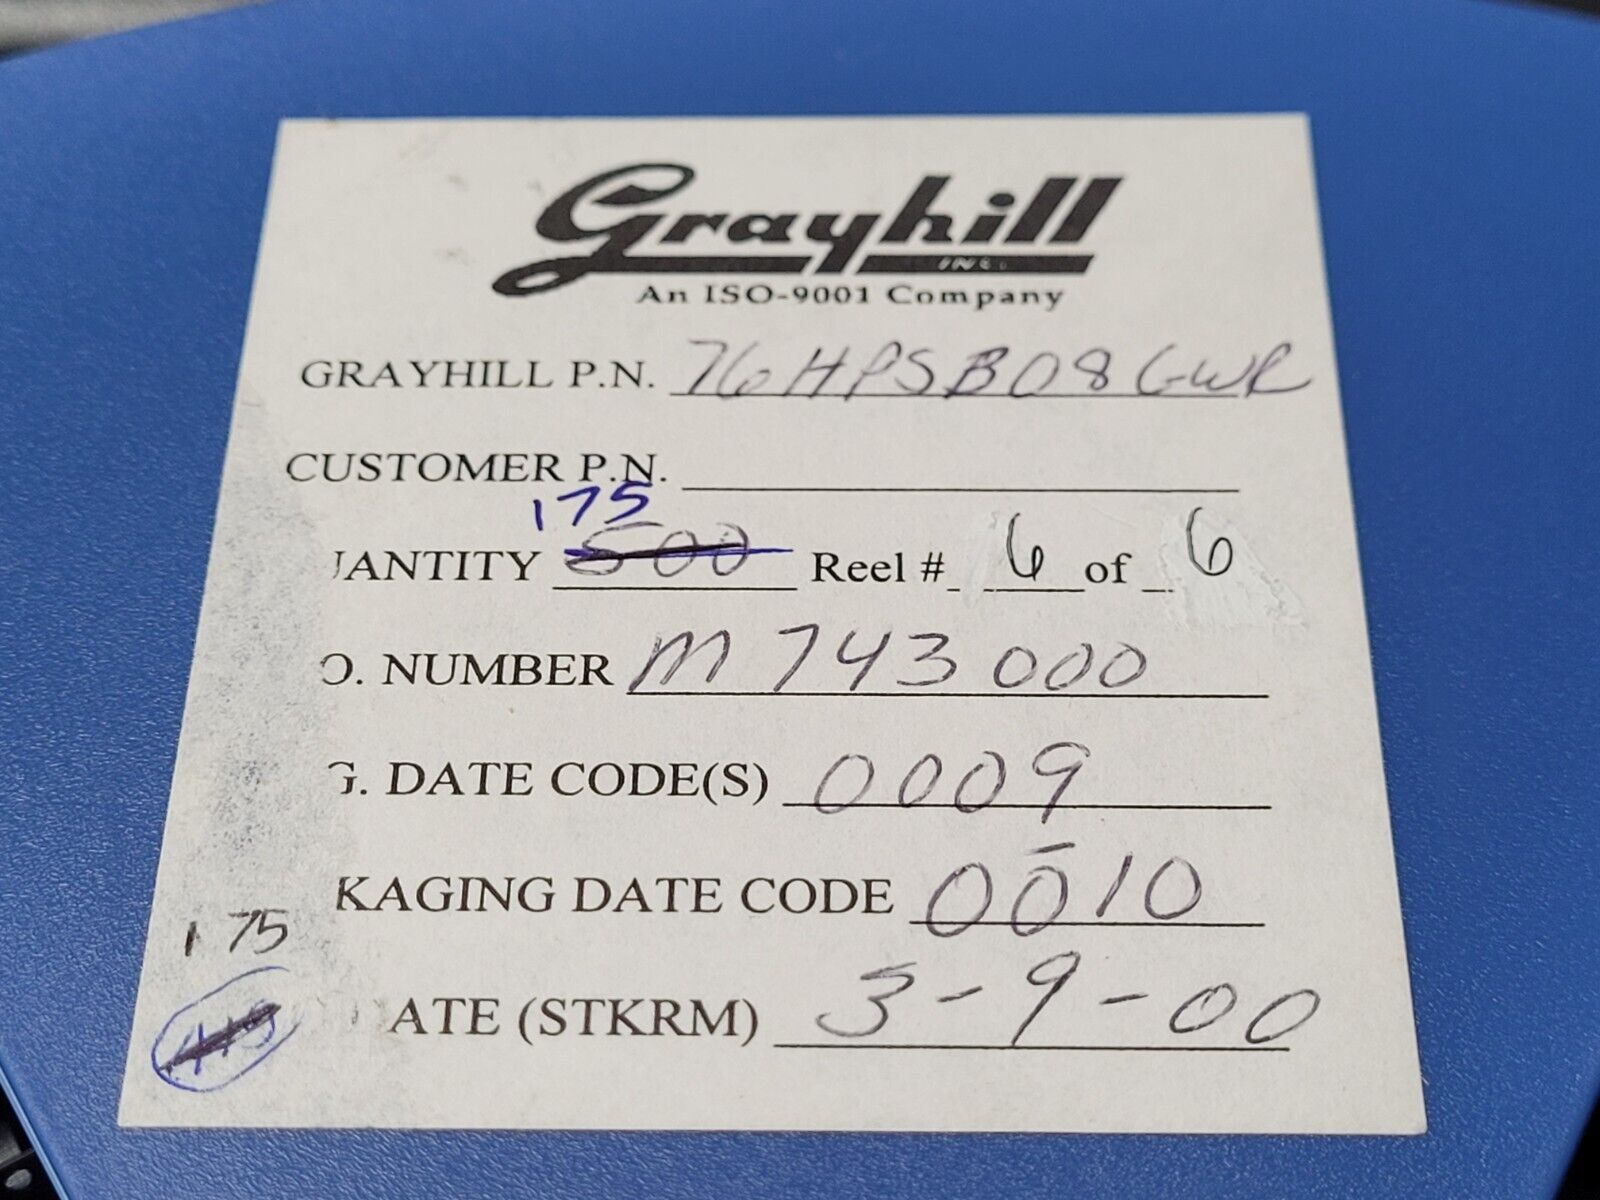 Grayhill
INC.
An ISO-9001 Company
GRAYHILL P.N. 76HPSB08GWR
CUSTOMER P.N.
175
UANTITY 500 Reel # 6 of 6
O. NUMBER M743000
G. DATE CODE(S) 0009
KAGING DATE CODE 0010
175
ATE (STKRM) 3-9-00